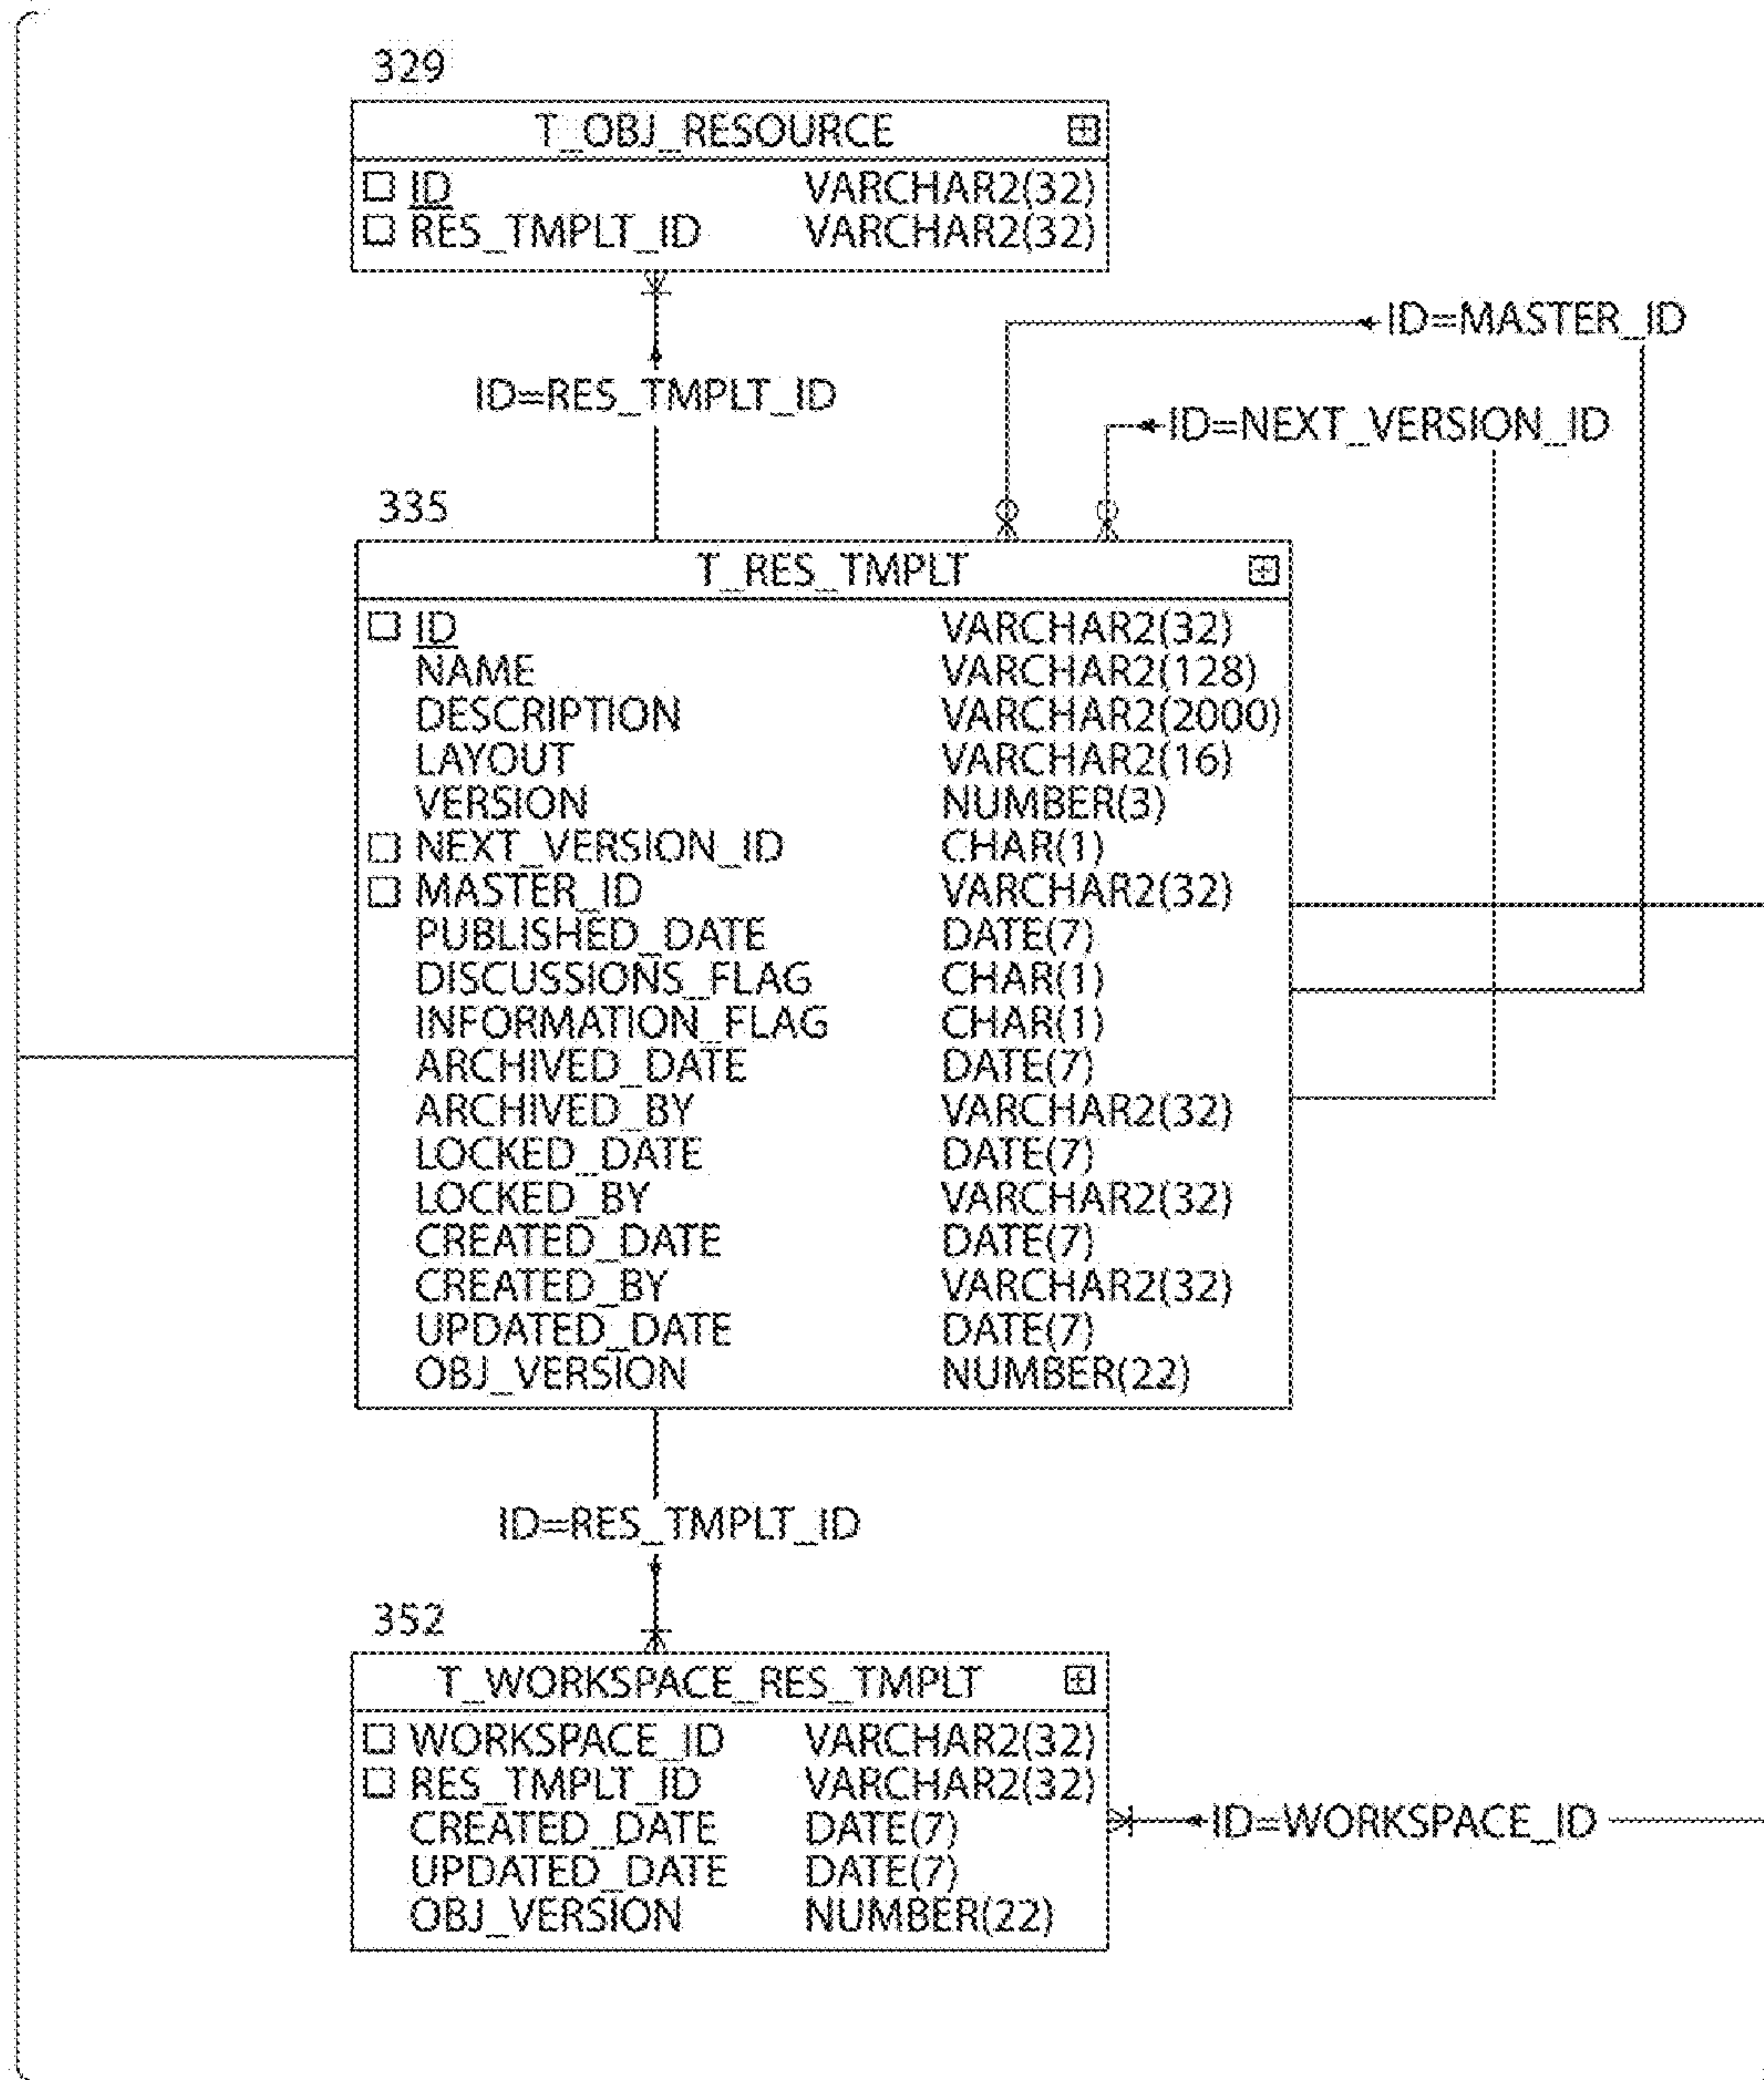 329
T_OBJ_RESOURCE
ID VARCHAR2(32)
RES_TMPLT_ID VARCHAR2(32)
ID=MASTER_ID
ID=RES_TMPLT_ID
ID=NEXT_VERSION_ID
335
T_RES_TMPLT
ID VARCHAR2(32)
NAME VARCHAR2(128)
DESCRIPTION VARCHAR2(2000)
LAYOUT VARCHAR2(16)
VERSION NUMBER(3)
NEXT_VERSION_ID CHAR(1)
MASTER_ID VARCHAR2(32)
PUBLISHED_DATE DATE(7)
DISCUSSIONS_FLAG CHAR(1)
INFORMATION_FLAG CHAR(1)
ARCHIVED_DATE DATE(7)
ARCHIVED_BY VARCHAR2(32)
LOCKED_DATE DATE(7)
LOCKED_BY VARCHAR2(32)
CREATED_DATE DATE(7)
CREATED_BY VARCHAR2(32)
UPDATED_DATE DATE(7)
OBJ_VERSION NUMBER(22)
ID=RES_TMPLT_ID
352
T_WORKSPACE_RES_TMPLT
WORKSPACE_ID VARCHAR2(32)
RES_TMPLT_ID VARCHAR2(32)
CREATED_DATE DATE(7)
UPDATED_DATE DATE(7)
OBJ_VERSION NUMBER(22)
ID=WORKSPACE_ID